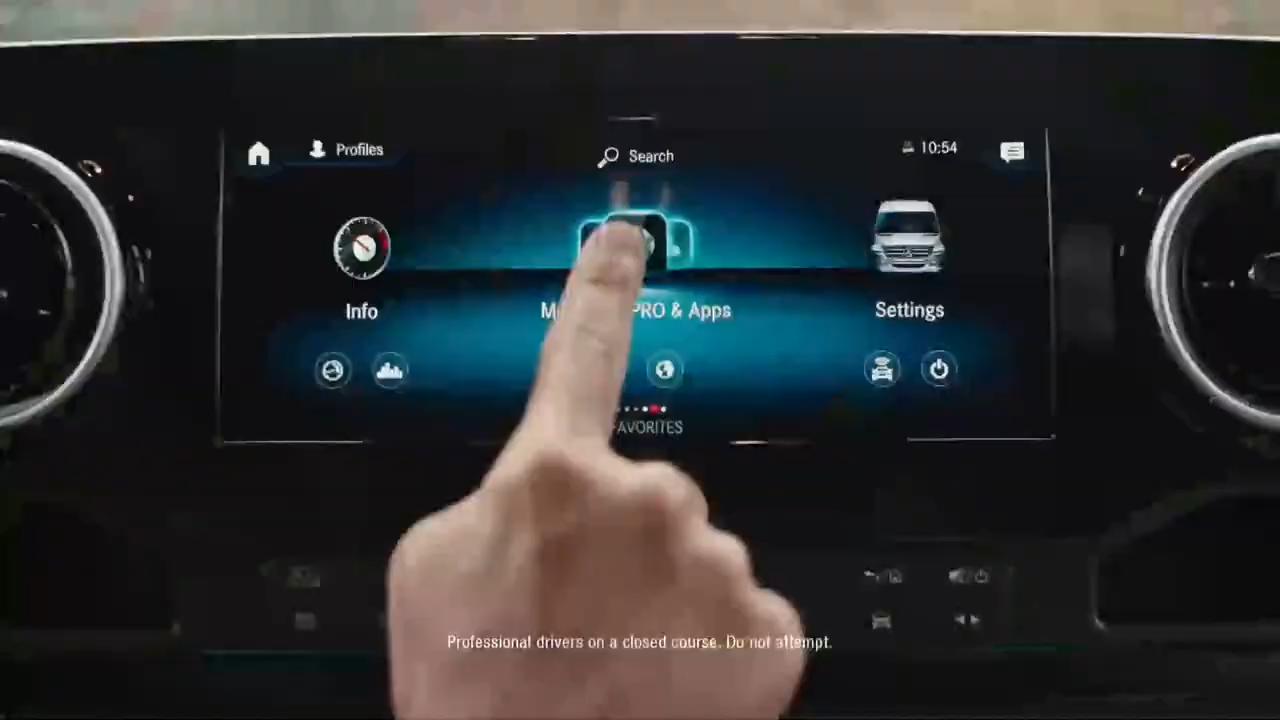 Profiles
Search
10:54
Info
PRO & Apps
Settings
AVORITES
Professional drivers on a closed course. Do not attempt.